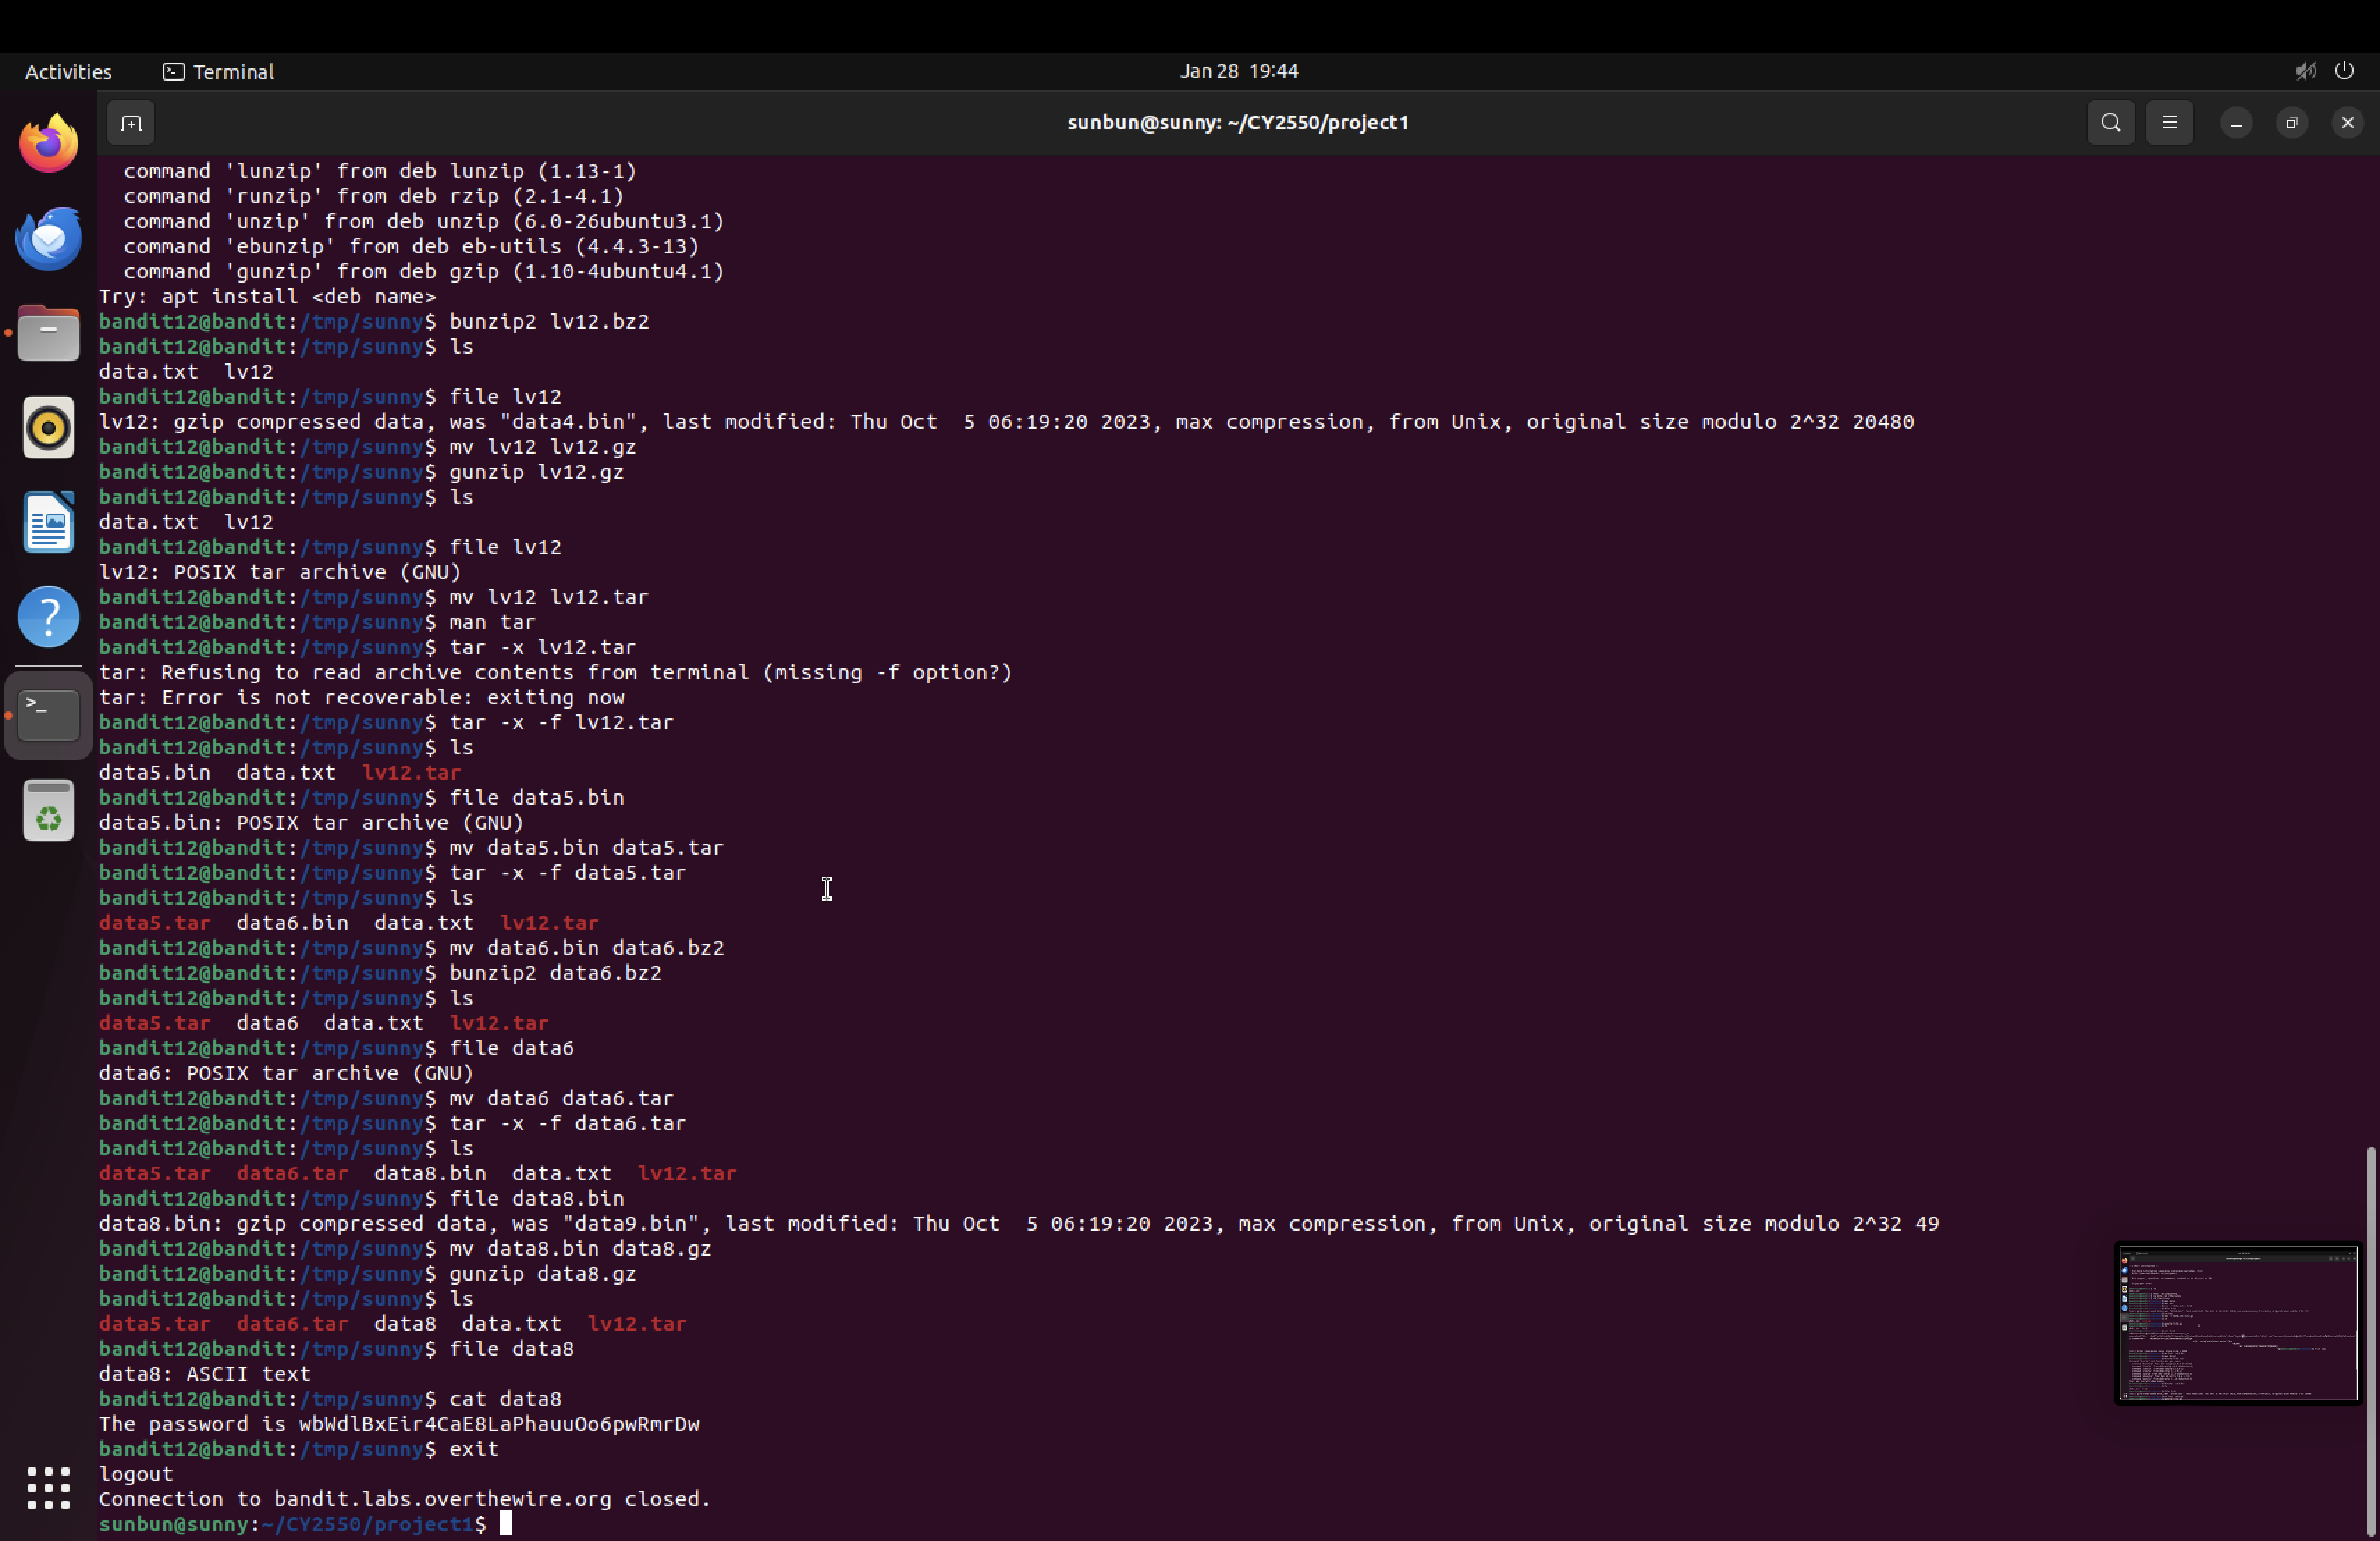 Activities Terminal Jan 28 19:44
sunbun@sunny: ~/CY2550/project1
command 'lunzip' from deb lunzip (1.13-1)
command 'runzip' from deb rzip (2.1-4.1)
command 'unzip' from deb unzip (6.0-26ubuntu3.1)
command 'ebunzip' from deb eb-utils (4.4.3-13)
command 'gunzip' from deb gzip (1.10-4ubuntu4.1)
Try: apt install <deb name>
bandit12@bandit:/tmp/sunny$ bunzip2 lv12.bz2
bandit12@bandit:/tmp/sunny$ ls
data.txt  lv12
bandit12@bandit:/tmp/sunny$ file lv12
lv12: gzip compressed data, was "data4.bin", last modified: Thu Oct  5 06:19:20 2023, max compression, from Unix, original size modulo 2^32 20480
bandit12@bandit:/tmp/sunny$ mv lv12 lv12.gz
bandit12@bandit:/tmp/sunny$ gunzip lv12.gz
bandit12@bandit:/tmp/sunny$ ls
data.txt  lv12
bandit12@bandit:/tmp/sunny$ file lv12
lv12: POSIX tar archive (GNU)
bandit12@bandit:/tmp/sunny$ mv lv12 lv12.tar
bandit12@bandit:/tmp/sunny$ man tar
bandit12@bandit:/tmp/sunny$ tar -x lv12.tar
tar: Refusing to read archive contents from terminal (missing -f option?)
tar: Error is not recoverable: exiting now
bandit12@bandit:/tmp/sunny$ tar -x -f lv12.tar
bandit12@bandit:/tmp/sunny$ ls
data5.bin  data.txt  lv12.tar
bandit12@bandit:/tmp/sunny$ file data5.bin
data5.bin: POSIX tar archive (GNU)
bandit12@bandit:/tmp/sunny$ mv data5.bin data5.tar
bandit12@bandit:/tmp/sunny$ tar -x -f data5.tar
bandit12@bandit:/tmp/sunny$ ls
data5.tar  data6.bin  data.txt  lv12.tar
bandit12@bandit:/tmp/sunny$ mv data6.bin data6.bz2
bandit12@bandit:/tmp/sunny$ bunzip2 data6.bz2
bandit12@bandit:/tmp/sunny$ ls
data5.tar  data6  data.txt  lv12.tar
bandit12@bandit:/tmp/sunny$ file data6
data6: POSIX tar archive (GNU)
bandit12@bandit:/tmp/sunny$ mv data6 data6.tar
bandit12@bandit:/tmp/sunny$ tar -x -f data6.tar
bandit12@bandit:/tmp/sunny$ ls
data5.tar  data6.tar  data8.bin  data.txt  lv12.tar
bandit12@bandit:/tmp/sunny$ file data8.bin
data8.bin: gzip compressed data, was "data9.bin", last modified: Thu Oct  5 06:19:20 2023, max compression, from Unix, original size modulo 2^32 49
bandit12@bandit:/tmp/sunny$ mv data8.bin data8.gz
bandit12@bandit:/tmp/sunny$ gunzip data8.gz
bandit12@bandit:/tmp/sunny$ ls
data5.tar  data6.tar  data8  data.txt  lv12.tar
bandit12@bandit:/tmp/sunny$ file data8
data8: ASCII text
bandit12@bandit:/tmp/sunny$ cat data8
The password is wbWdlBxEir4CaE8LaPhauuOo6pwRmrDw
bandit12@bandit:/tmp/sunny$ exit
logout
Connection to bandit.labs.overthewire.org closed.
sunbun@sunny:~/CY2550/project1$